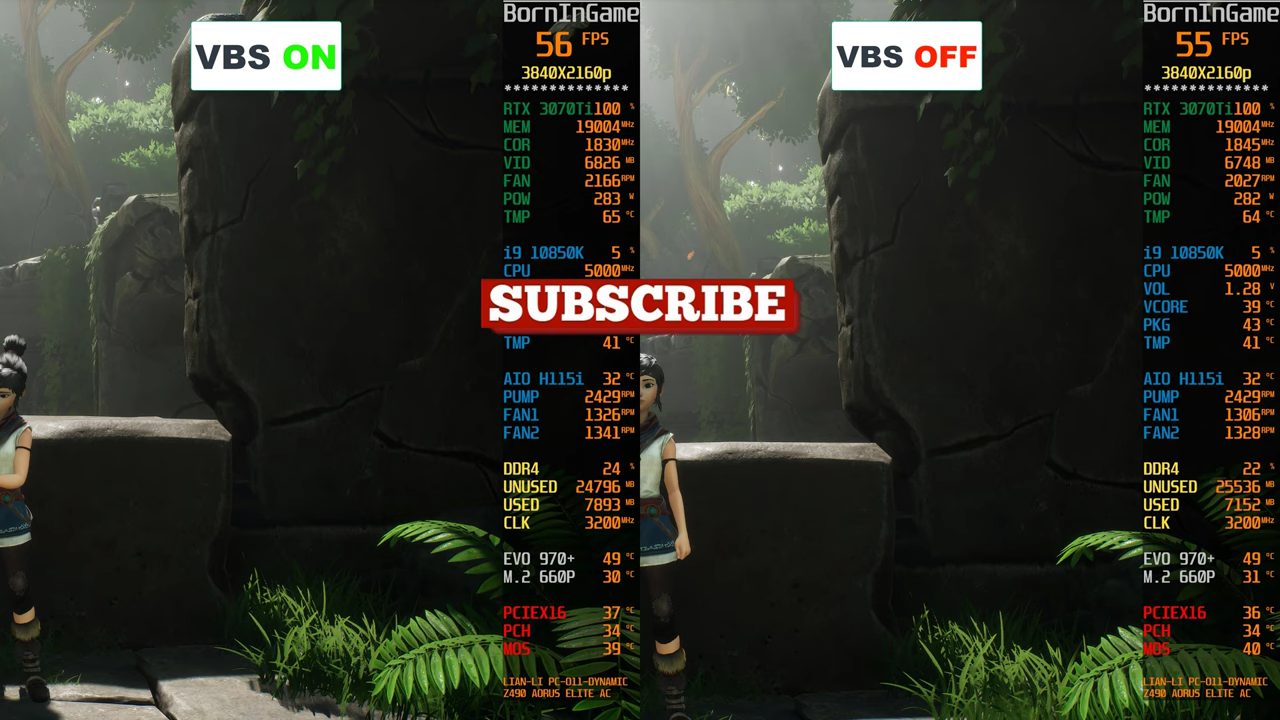 VBS ON
BornInGame
56 FPS
3840X2160p
**************
RTX 3070Ti 100 %
MEM 19004 MHz
COR 1830 MHz
VID 6826 MB
FAN 2166 RPM
POW 283 W
TMP 65 °C
i9 10850K 5 %
CPU 5000 MHz
TMP 41 °C
AIO H115i 32 °C
PUMP 2429 RPM
FAN1 1326 RPM
FAN2 1341 RPM
DDR4 24 %
UNUSED 24796 MB
USED 7893 MB
CLK 3200 MHz
EVO 970+ 49 °C
M.2 660P 30 °C
PCIEX16 37 °C
PCH 34 °C
MOS 39 °C
LIAN-LI PC-O11-DYNAMIC
Z490 AORUS ELITE AC
SUBSCRIBE
VBS OFF
BornInGame
55 FPS
3840X2160p
**************
RTX 3070Ti 100 %
MEM 19004 MHz
COR 1845 MHz
VID 6748 MB
FAN 2027 RPM
POW 282 W
TMP 64 °C
i9 10850K 5 %
CPU 5000 MHz
VOL 1.28 V
VCORE 39 °C
PKG 43 °C
TMP 41 °C
AIO H115i 32 °C
PUMP 2429 RPM
FAN1 1306 RPM
FAN2 1328 RPM
DDR4 22 %
UNUSED 25536 MB
USED 7152 MB
CLK 3200 MHz
EVO 970+ 49 °C
M.2 660P 31 °C
PCIEX16 36 °C
PCH 34 °C
MOS 40 °C
LIAN-LI PC-O11-DYNAMIC
Z490 AORUS ELITE AC